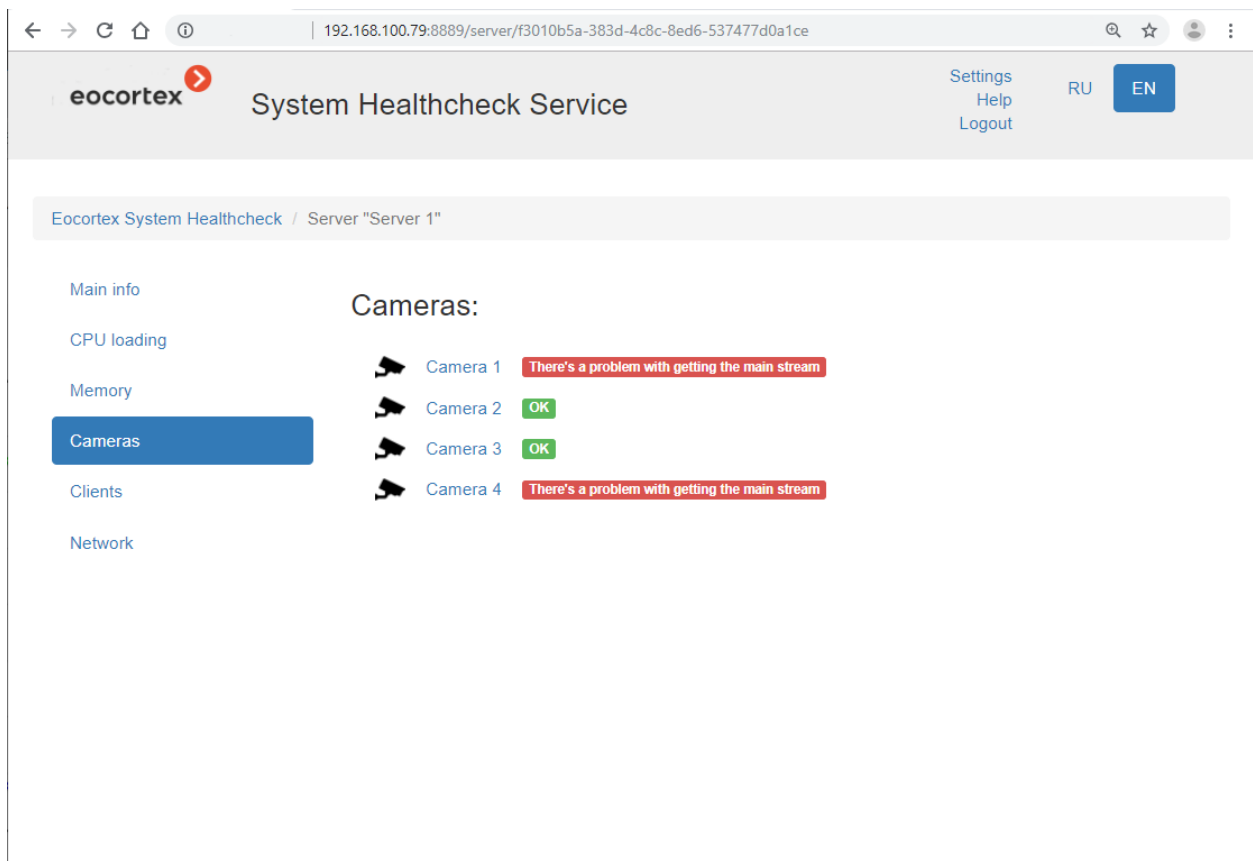 192.168.100.79:8889/server/f3010b5a-383d-4c8c-8ed6-537477d0a1ce
eocortex
System Healthcheck Service
Settings
Help
Logout
RU
EN
Eocortex System Healthcheck / Server "Server 1"
Main info
CPU loading
Memory
Cameras
Clients
Network
Cameras:
Camera 1 There's a problem with getting the main stream
Camera 2 OK
Camera 3 OK
Camera 4 There's a problem with getting the main stream